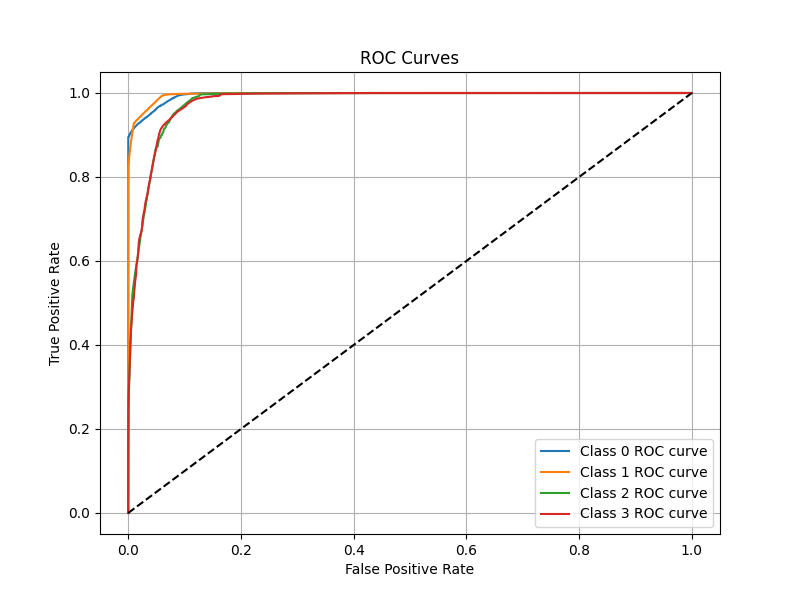 ROC Curves
True Positive Rate
1.0
0.8
0.6
0.4
0.2
0.0
0.0 0.2 0.4 0.6 0.8 1.0
False Positive Rate
Class 0 ROC curve
Class 1 ROC curve
Class 2 ROC curve
Class 3 ROC curve